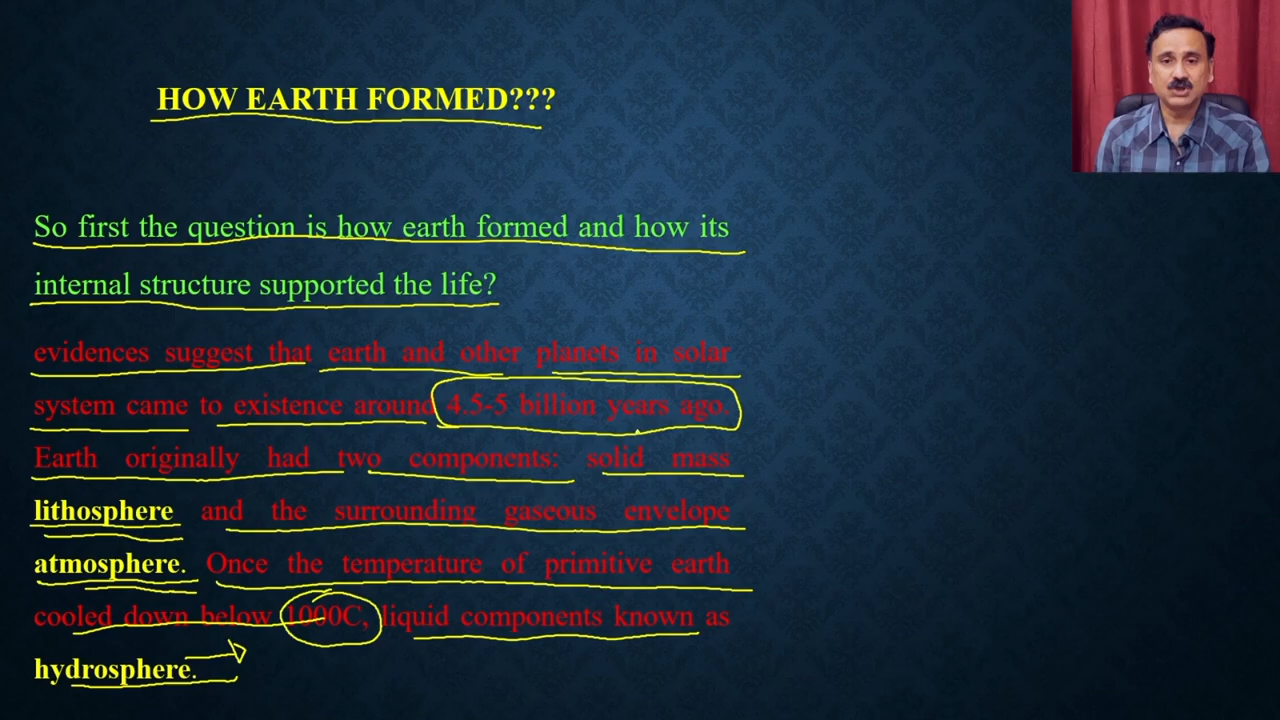 HOW EARTH FORMED???
So first the question is how earth formed and how its
internal structure supported the life?
evidences suggest that earth and other planets in solar
system came to existence around 4.5-5 billion years ago.
Earth originally had two components: solid mass
lithosphere and the surrounding gaseous envelope
atmosphere. Once the temperature of primitive earth
cooled down below 1000C, liquid components known as
hydrosphere.